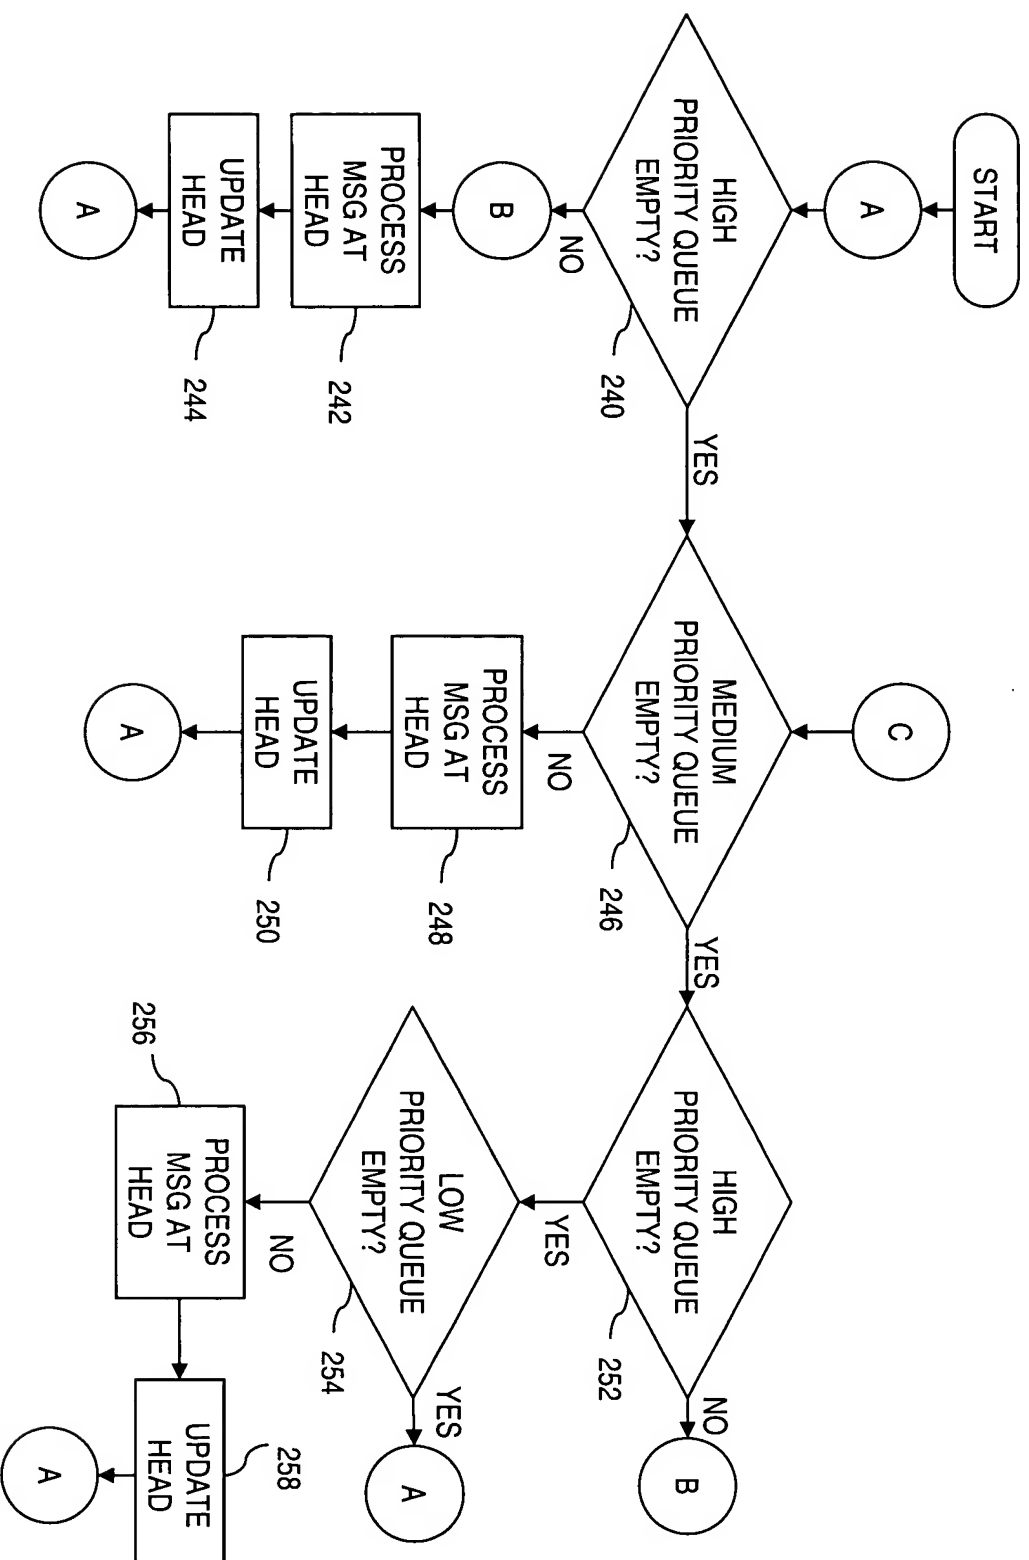 START
A
HIGH
PRIORITY QUEUE
EMPTY?
240
YES
NO
B
PROCESS
MSG AT
HEAD
242
UPDATE
HEAD
244
A
C
MEDIUM
PRIORITY QUEUE
EMPTY?
246
YES
NO
PROCESS
MSG AT
HEAD
248
UPDATE
HEAD
250
A
HIGH
PRIORITY QUEUE
EMPTY?
252
NO
B
YES
LOW
PRIORITY QUEUE
EMPTY?
254
YES
A
NO
256
PROCESS
MSG AT
HEAD
UPDATE
HEAD
258
A